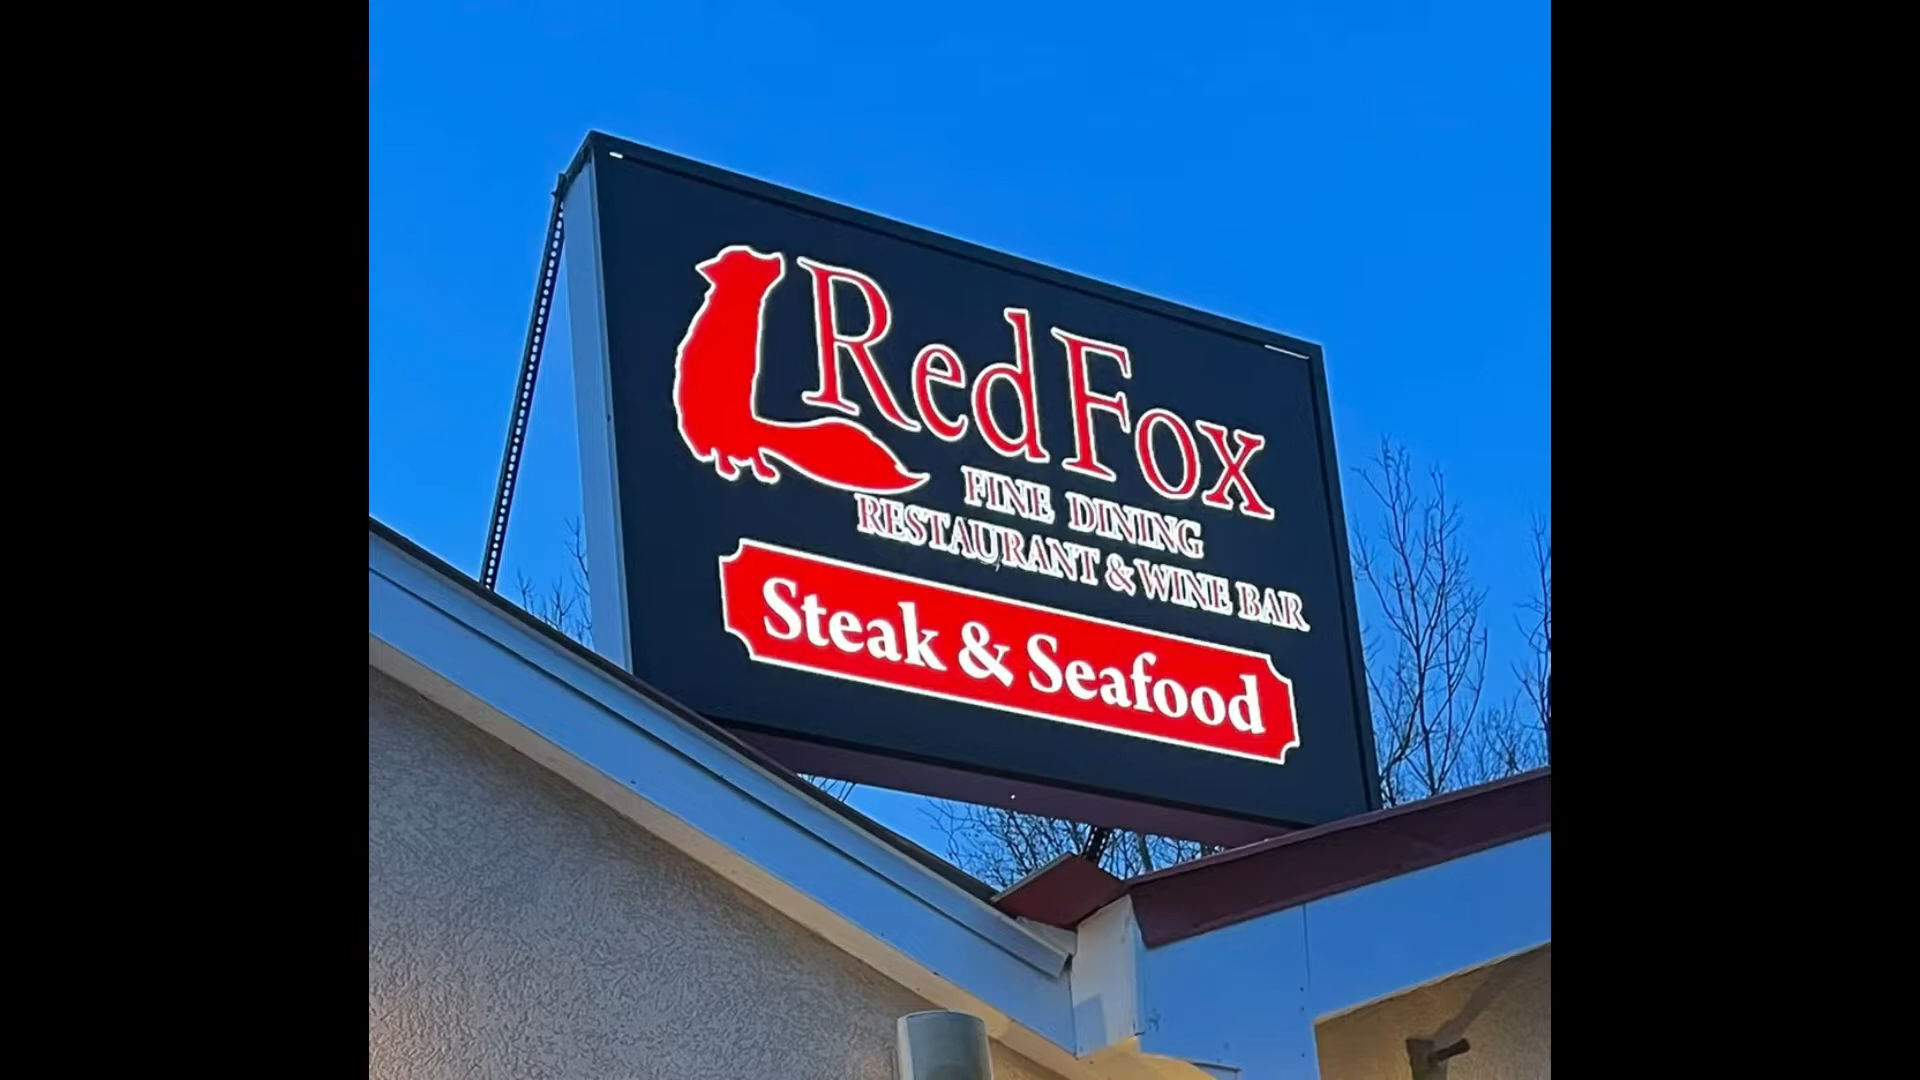 Red Fox
FINE DINING
RESTAURANT & WINE BAR
Steak & Seafood